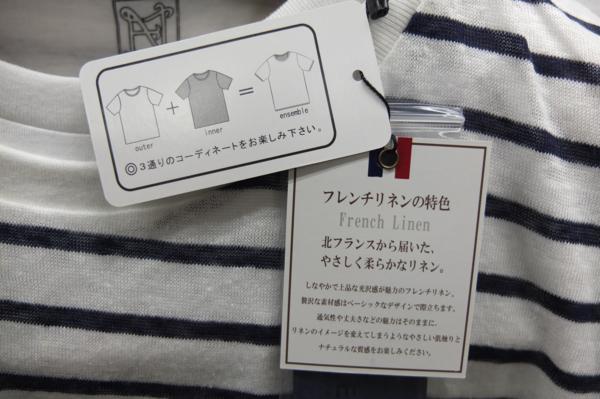 outer
+
inner
=
ensemble
◎3通りのコーディネートをお楽しみ下さい。
フレンチリネンの特色
French Linen
北フランスから届いた、
やさしく柔らかなリネン。
しなやかで上品な光沢感が魅力のフレンチリネン。
贅沢な素材感はベーシックなデザインで際立ちます。
通気性や丈夫さなどの魅力はそのままに、
リネンのイメージを変えてしまうようなやさしい肌触りと
ナチュラルな質感をお楽しみください。